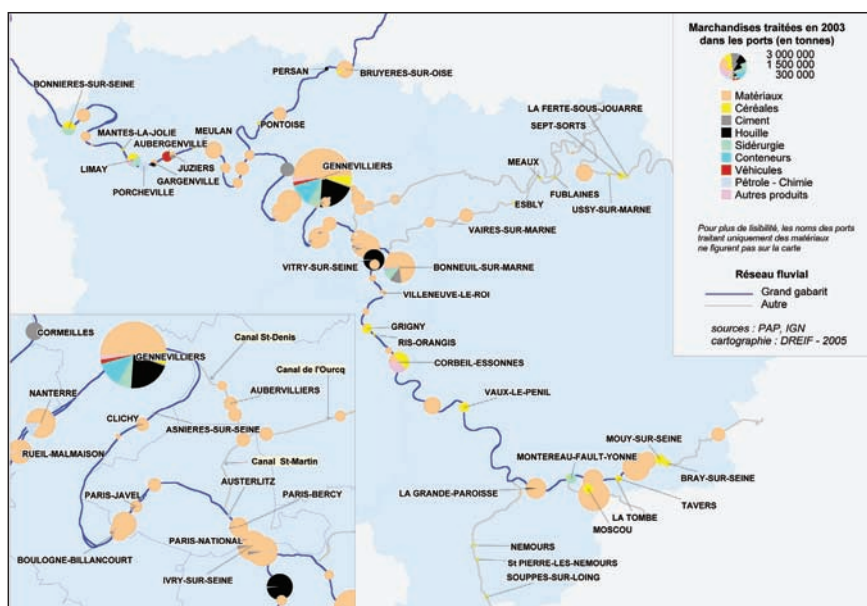 Marchandises traitées en 2003
dans les ports (en tonnes)
3 000 000
1 500 000
300 000
Matériaux
Céréales
Ciment
Houille
Sidérurgie
Conteneurs
Véhicules
Pétrole - Chimie
Autres produits
Pour plus de lisibilité, les noms des ports
traitant uniquement des matériaux
ne figurent pas sur la carte
Réseau fluvial
Grand gabarit
Autre
sources : PAP, IGN
cartographie : DREIF - 2005
PERSAN
BRUYERES-SUR-OISE
BONNIERES-SUR-SEINE
MANTES-LA-JOLIE
AUBERGENVILLE
MEULAN
PONTOISE
LIMAY
JUZIERS
GARGENVILLE
PORCHEVILLE
GENNEVILLIERS
LA FERTE-SOUS-JOUARRE
SEPT-SORTS
MEAUX
FUBLAINES
ESBLY
USSY-SUR-MARNE
VAIRES-SUR-MARNE
VITRY-SUR-SEINE
BONNEUIL-SUR-MARNE
VILLENEUVE-LE-ROI
GRIGNY
RIS-ORANGIS
CORBEIL-ESSONNES
VAUX-LE-PENIL
MOUY-SUR-SEINE
MONTEREAU-FAULT-YONNE
BRAY-SUR-SEINE
LA GRANDE-PAROISSE
TAVERS
LA TOMBE
MOSCOU
NEMOURS
St PIERRE-LES-NEMOURS
SOUPPES-SUR-LOING
CORMEILLES
Canal St-Denis
GENNEVILLIERS
Canal de l'Ourcq
NANTERRE
AUBERVILLIERS
CLICHY
ASNIERES-SUR-SEINE
RUEIL-MALMAISON
Canal St-Martin
AUSTERLITZ
PARIS-JAVEL
PARIS-BERCY
PARIS-NATIONAL
BOULOGNE-BILLANCOURT
IVRY-SUR-SEINE